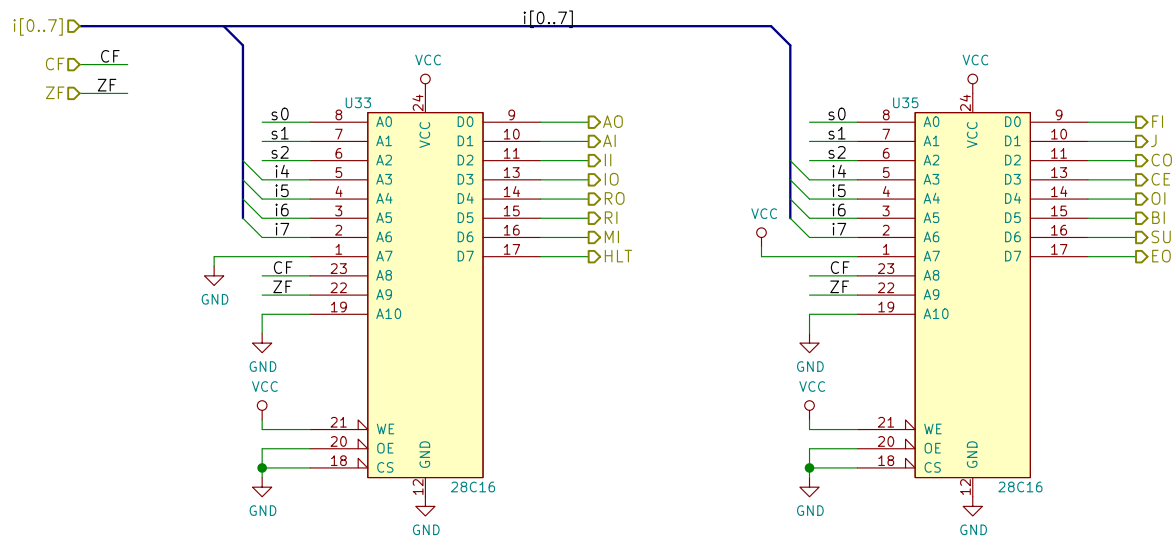 i[0..7] i[0..7]
CF CF
ZF ZF
VCC VCC
24 24
U33 U35
s0 8 A0 VCC D0 9 AO s0 8 A0 VCC D0 9 FI
s1 7 A1 D1 10 AI s1 7 A1 D1 10 J
s2 6 A2 D2 11 II s2 6 A2 D2 11 CO
i4 5 A3 D3 13 IO i4 5 A3 D3 13 CE
i5 4 A4 D4 14 RO i5 4 A4 D4 14 OI
i6 3 A5 D5 15 RI VCC i6 3 A5 D5 15 BI
i7 2 A6 D6 16 MI i7 2 A6 D6 16 SU
1 A7 D7 17 HLT 1 A7 D7 17 EO
CF 23 A8 CF 23 A8
GND ZF 22 A9 ZF 22 A9
19 A10 19 A10
GND GND
VCC VCC
21 WE 21 WE
20 OE GND 20 OE GND
18 CS 18 CS
12 28C16 12 28C16
GND GND
GND GND